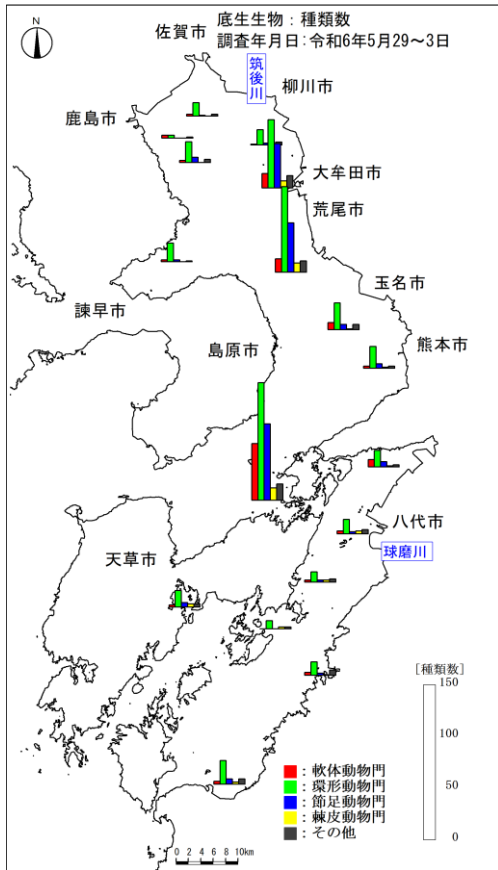 底生生物：種類数
調査年月日：令和6年5月29～3日
N
佐賀市
筑後川
柳川市
鹿島市
大牟田市
荒尾市
玉名市
諫早市
島原市
熊本市
八代市
球磨川
天草市
[種類数]
150
100
50
0
：軟体動物門
：環形動物門
：節足動物門
：棘皮動物門
：その他
0 2 4 6 8 10km